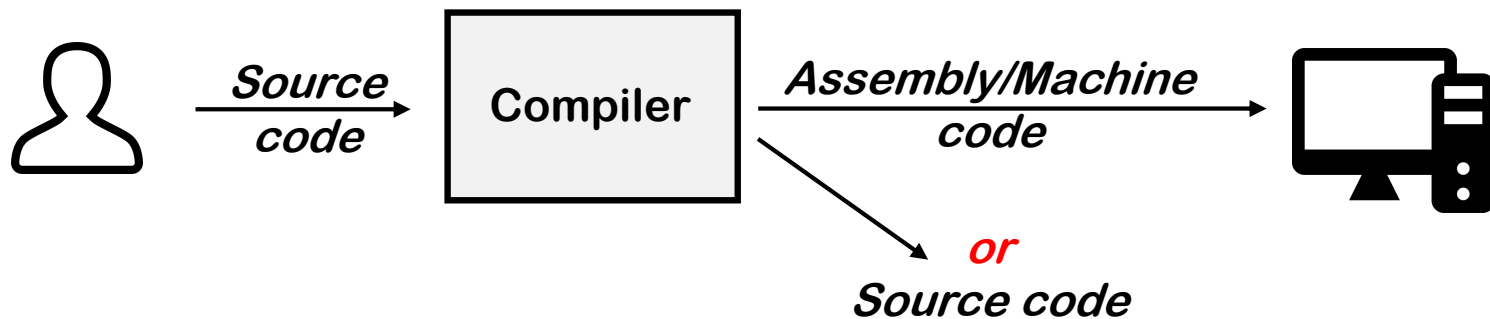 Source
code
Compiler
Assembly/Machine
code
or
Source code